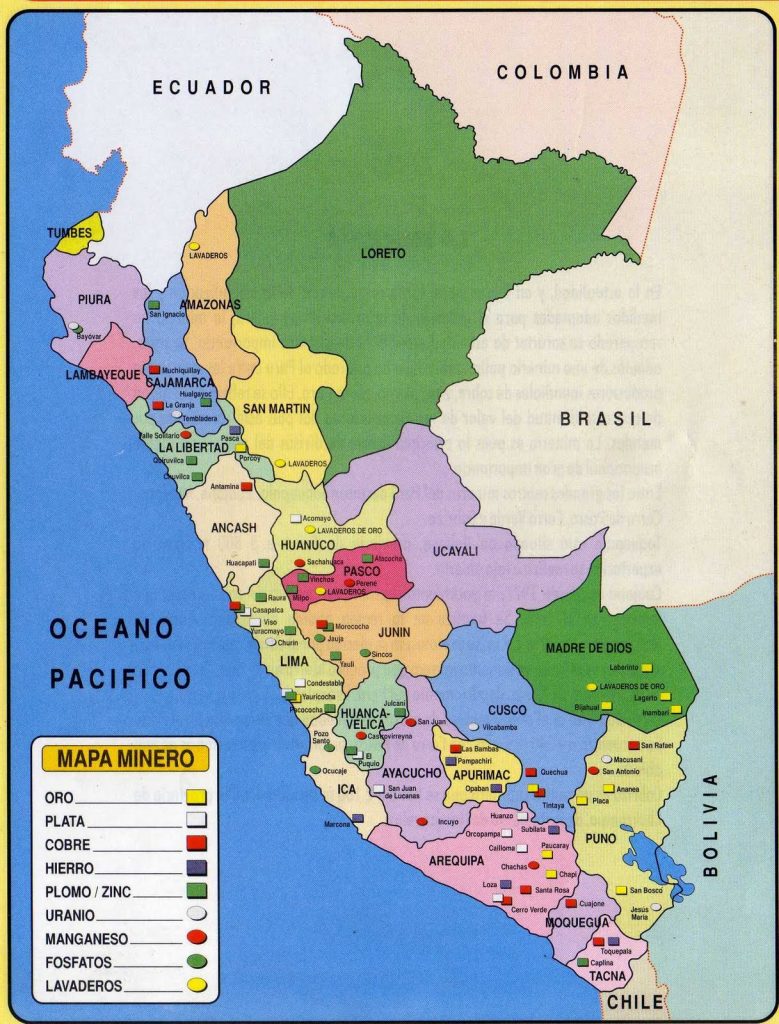 ECUADOR
COLOMBIA
TUMBES
LAVADEROS
LORETO
PIURA
AMAZONAS
San Ignacio
Bayóvar
LAMBAYEQUE
Muchiquillay
CAJAMARCA
Hualgayoc
La Granja
Tembladera
SAN MARTIN
BRASIL
Valle Solitario
LA LIBERTAD
Pasca
Porcoy
Quiruvilca
LAVADEROS
Antamina
ANCASH
Acomayo
LAVADEROS DE ORO
HUANUCO
UCAYALI
Huacapati
Sachahuaca
Atacocha
PASCO
Vinchos
Perené
LAVADEROS
Milpo
Raura
Casapalca
Viso
Yuracmayo
Churin
Morococha
JUNIN
Jauja
Sincos
Yauli
LIMA
OCEANO
PACIFICO
MADRE DE DIOS
Laberinto
LAVADEROS DE ORO
Lagarto
Bijahual
Inambari
Condestable
Yauricocha
Pacococha
CUSCO
Julcani
HUANCA-
VELICA
San Juan
Vilcabamba
Castrovirreyna
Pozo
Santo
El
Puquio
Ocucaje
ICA
Las Bambas
Pampachiri
APURIMAC
Opaban
AYACUCHO
San Juan
de Lucanas
Quechua
Tintaya
San Rafael
Macusani
San Antonio
Ananea
Placa
PUNO
BOLIVIA
Marcona
Incuyo
Huanzo
Orcopampa
Subilata
Cailloma
Paucaray
AREQUIPA
Chachas
Chapi
Loza
Santa Rosa
Cerro Verde
Cuajone
San Bosco
Jesús
María
MOQUEGUA
Toquepala
Caplina
TACNA
CHILE
MAPA MINERO
ORO
PLATA
COBRE
HIERRO
PLOMO / ZINC
URANIO
MANGANESO
FOSFATOS
LAVADEROS